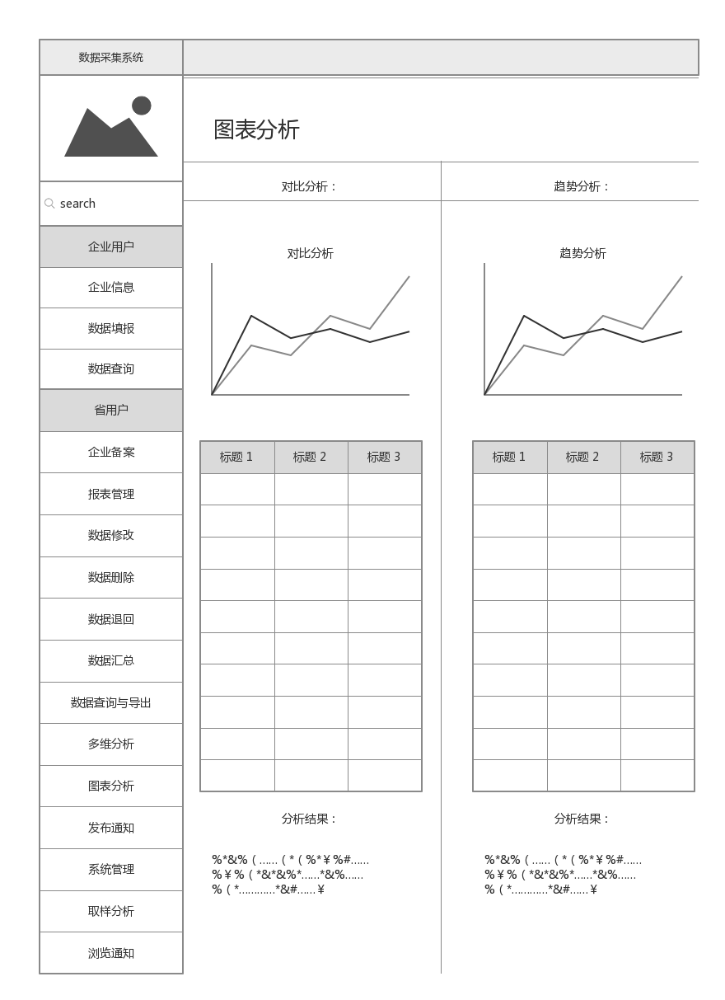 数据采集系统
search
企业用户
企业信息
数据填报
数据查询
省用户
企业备案
报表管理
数据修改
数据删除
数据退回
数据汇总
数据查询与导出
多维分析
图表分析
发布通知
系统管理
取样分析
浏览通知
图表分析
对比分析：
对比分析
标题 1 标题 2 标题 3
分析结果：
%*&%（……（*（%*￥%#……
%￥%（*&*&%*……*&%……
%（*…………*&#……￥
趋势分析：
趋势分析
标题 1 标题 2 标题 3
分析结果：
%*&%（……（*（%*￥%#……
%￥%（*&*&%*……*&%……
%（*…………*&#……￥